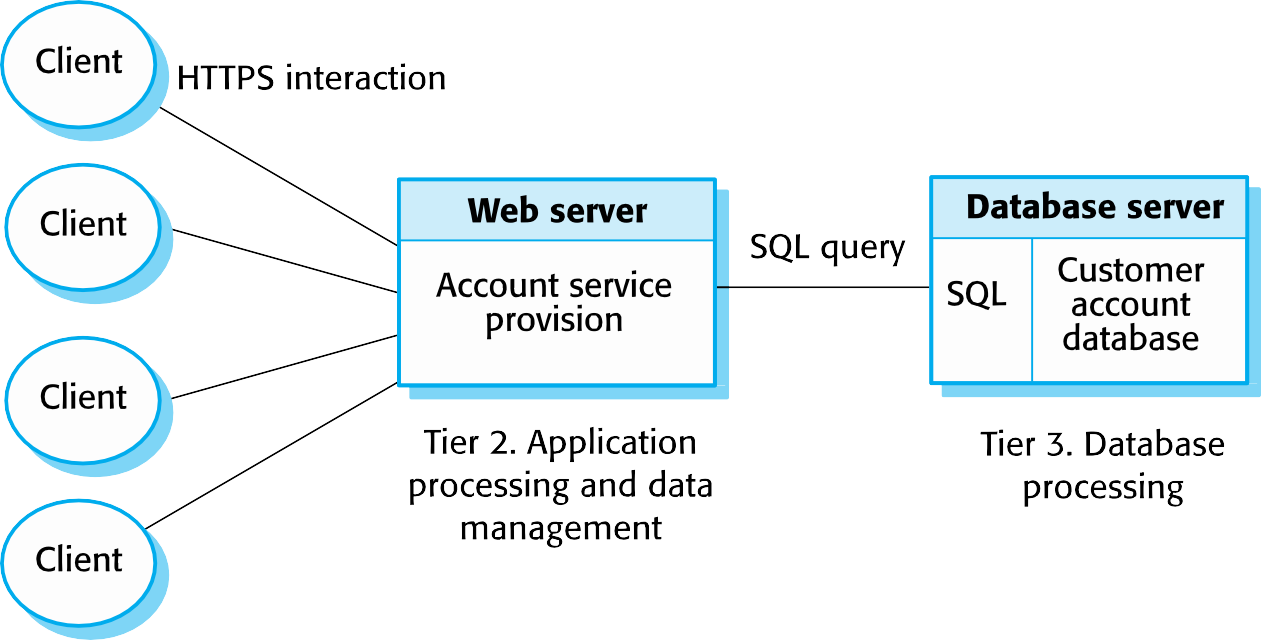 Client
HTTPS interaction
Client
Client
Client
Web server
Account service
provision
Tier 2. Application
processing and data
management
SQL query
Database server
SQL
Customer
account
database
Tier 3. Database
processing